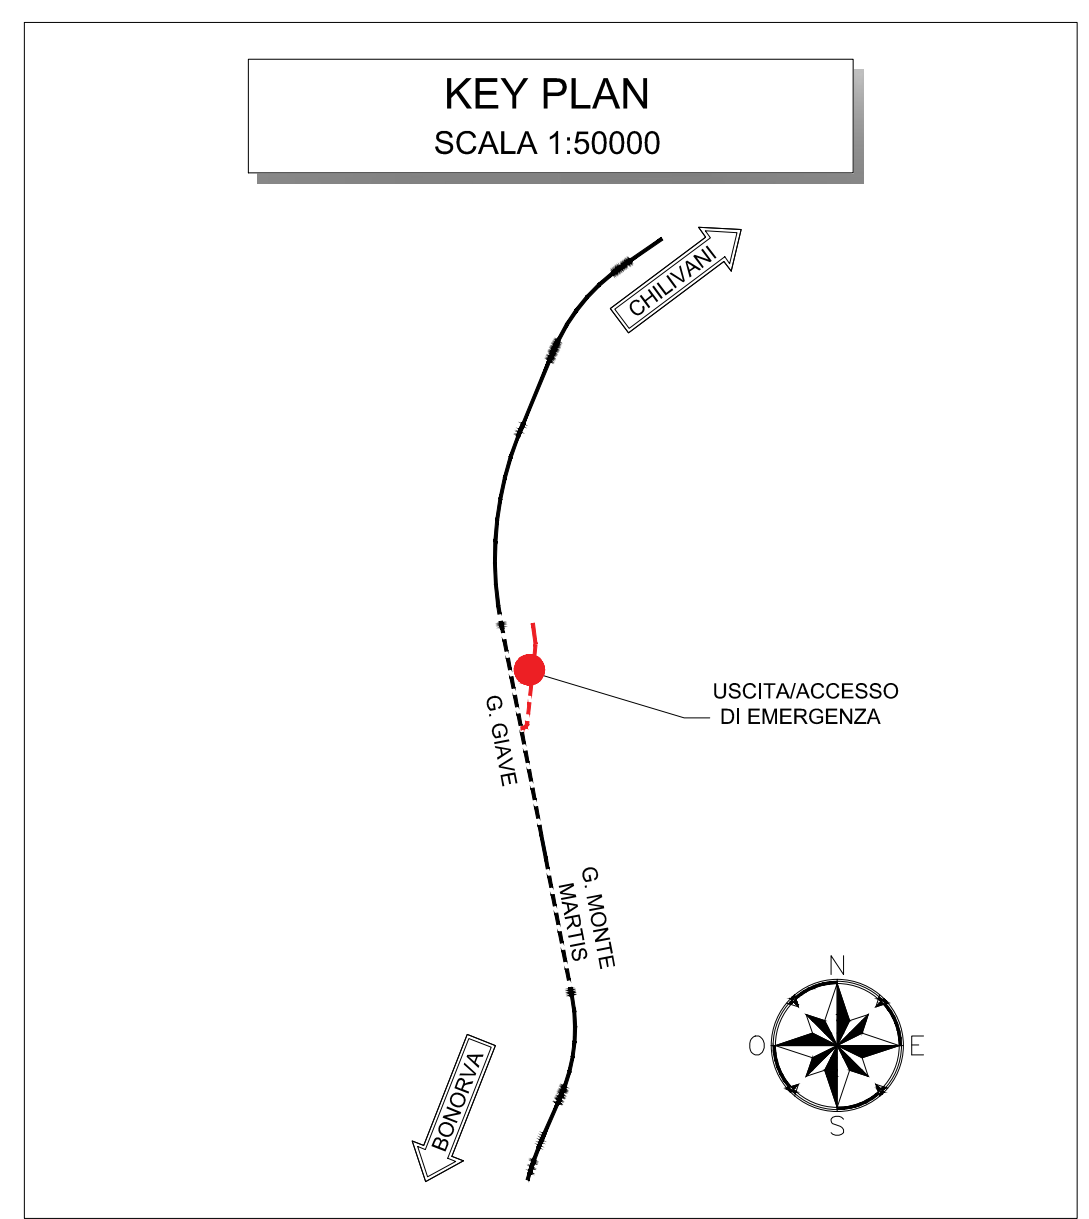 KEY PLAN
SCALA 1:50000
CHILIVANI
USCITA/ACCESSO
DI EMERGENZA
G. GIAVE
G. MONTE
MARTIS
N
O
E
S
BONORVA